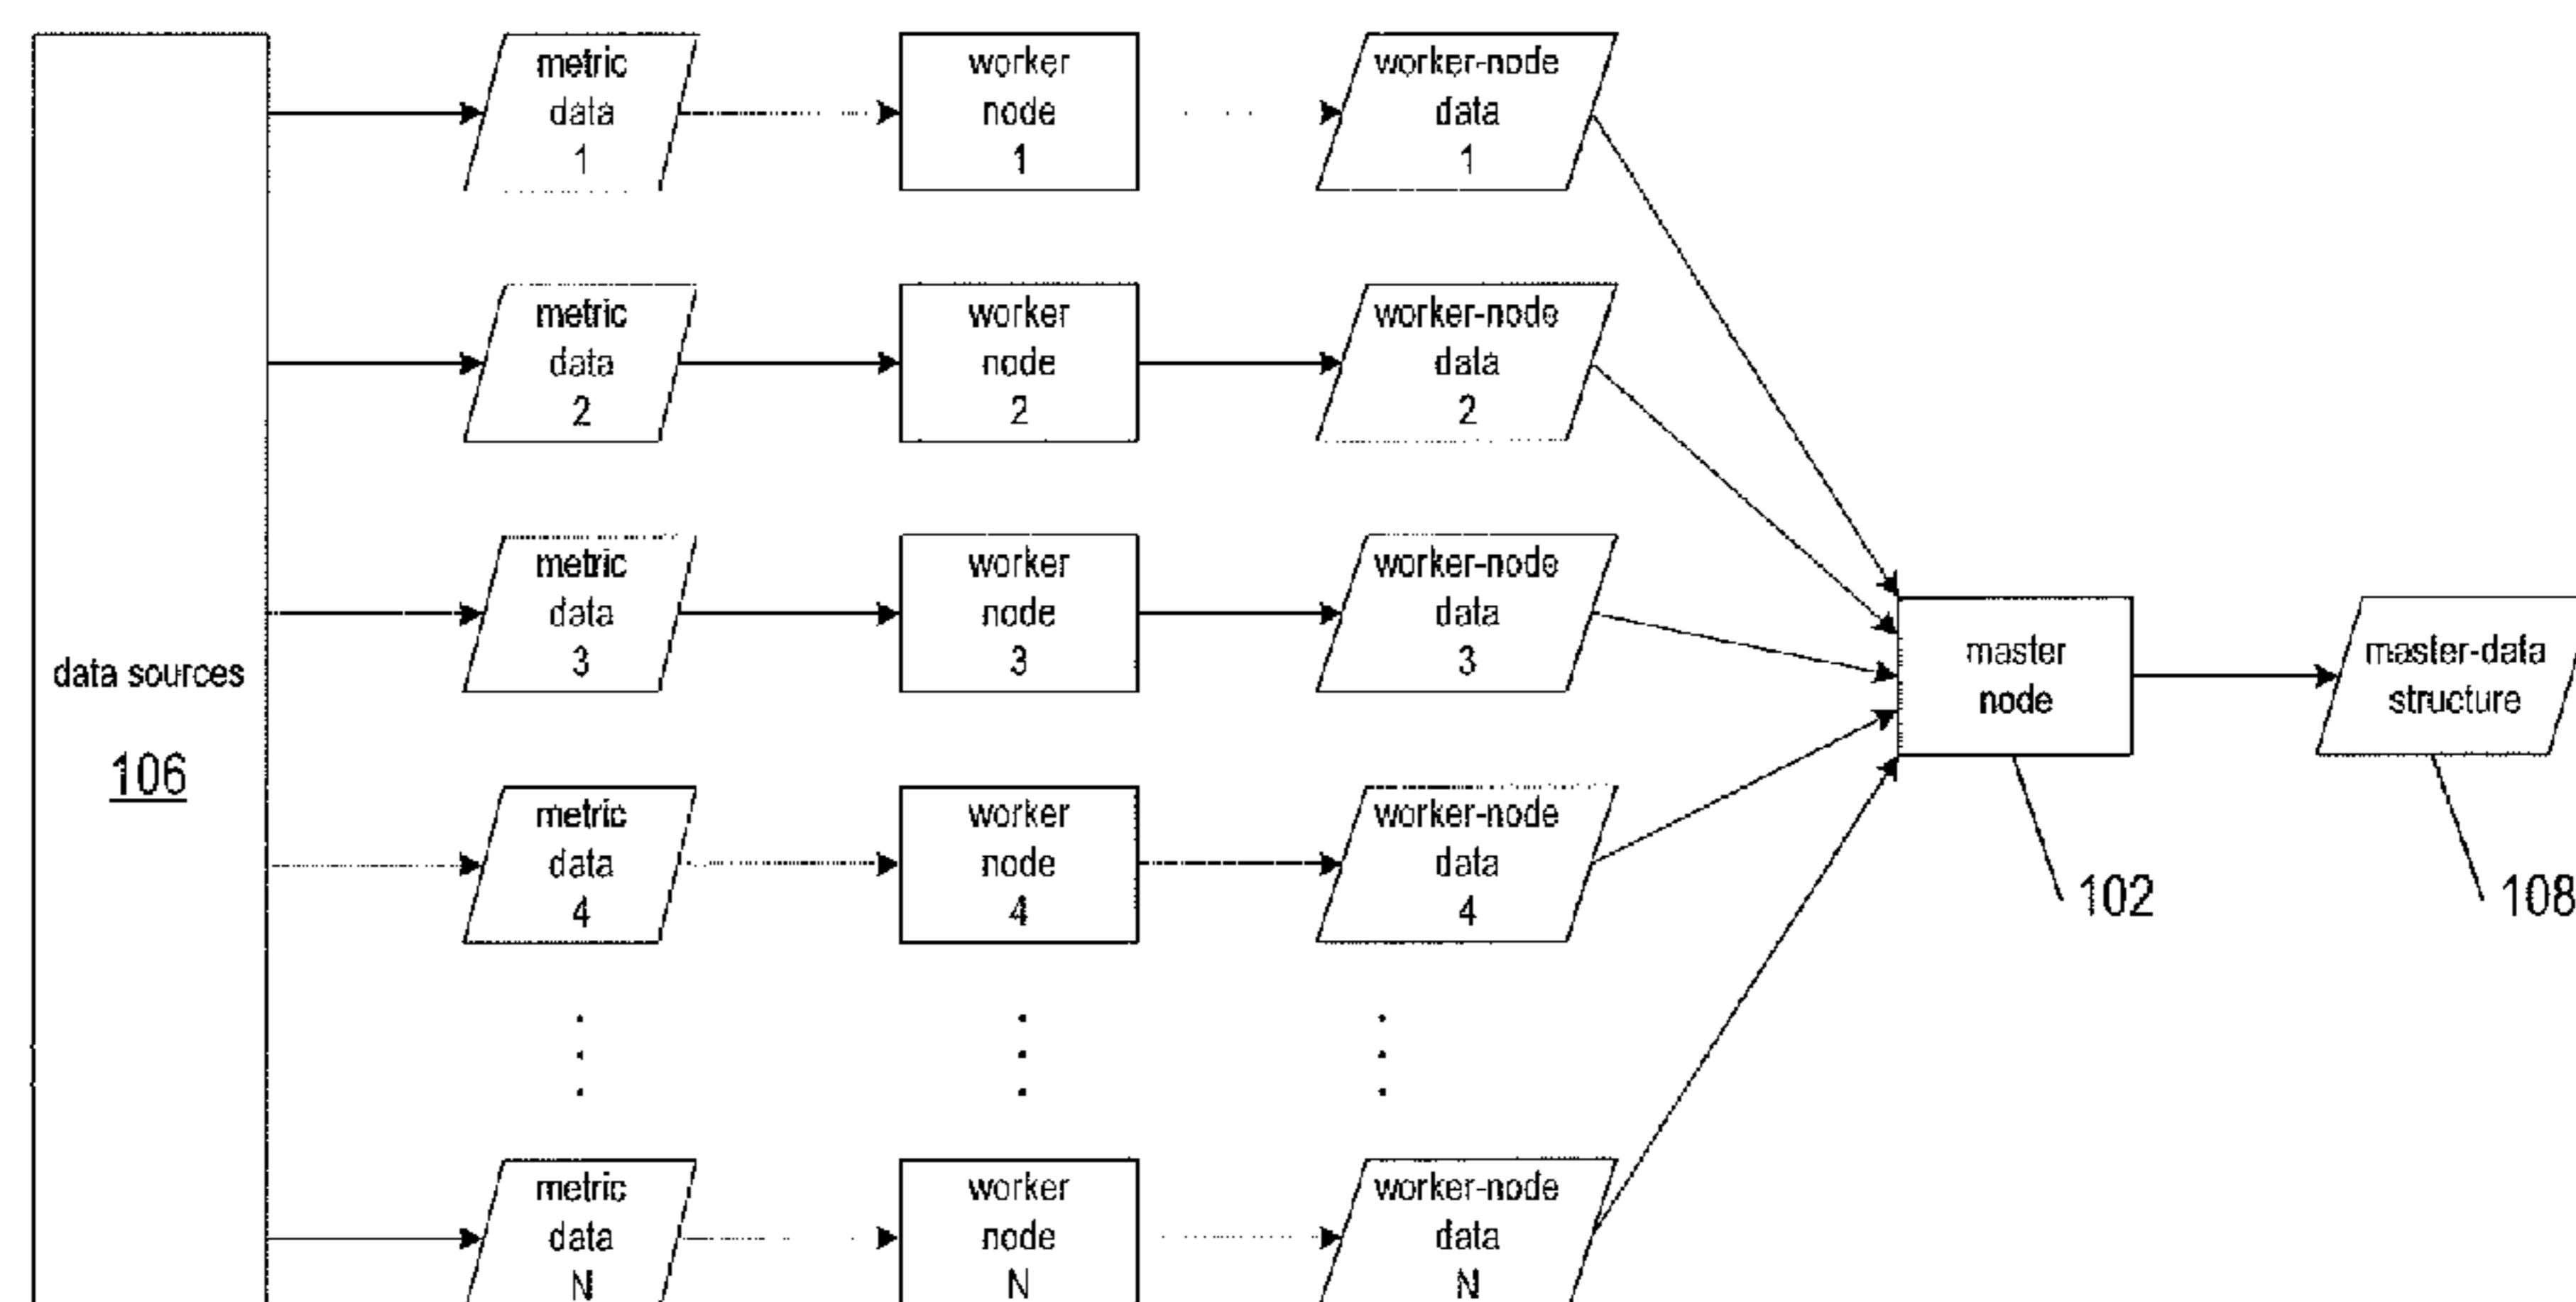 metric
data
1
worker
node
1
worker-node
data
1
metric
data
2
worker
node
2
worker-node
data
2
metric
data
3
worker
node
3
worker-node
data
3
data sources
106
master
node
102
master-data
structure
108
metric
data
4
worker
node
4
worker-node
data
4
metric
data
N
worker
node
N
worker-node
data
N